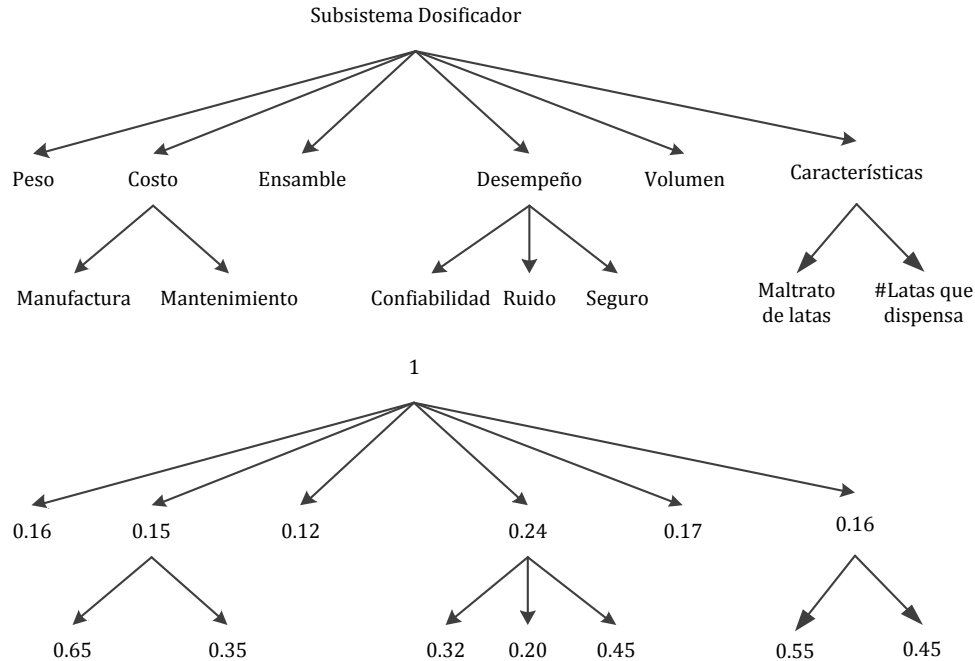 Subsistema Dosificador
Peso Costo Ensamble Desempeño Volumen Características
Manufactura Mantenimiento Confiabilidad Ruido Seguro Maltrato de latas #Latas que dispensa
1
0.16 0.15 0.12 0.24 0.17 0.16
0.65 0.35 0.32 0.20 0.45 0.55 0.45